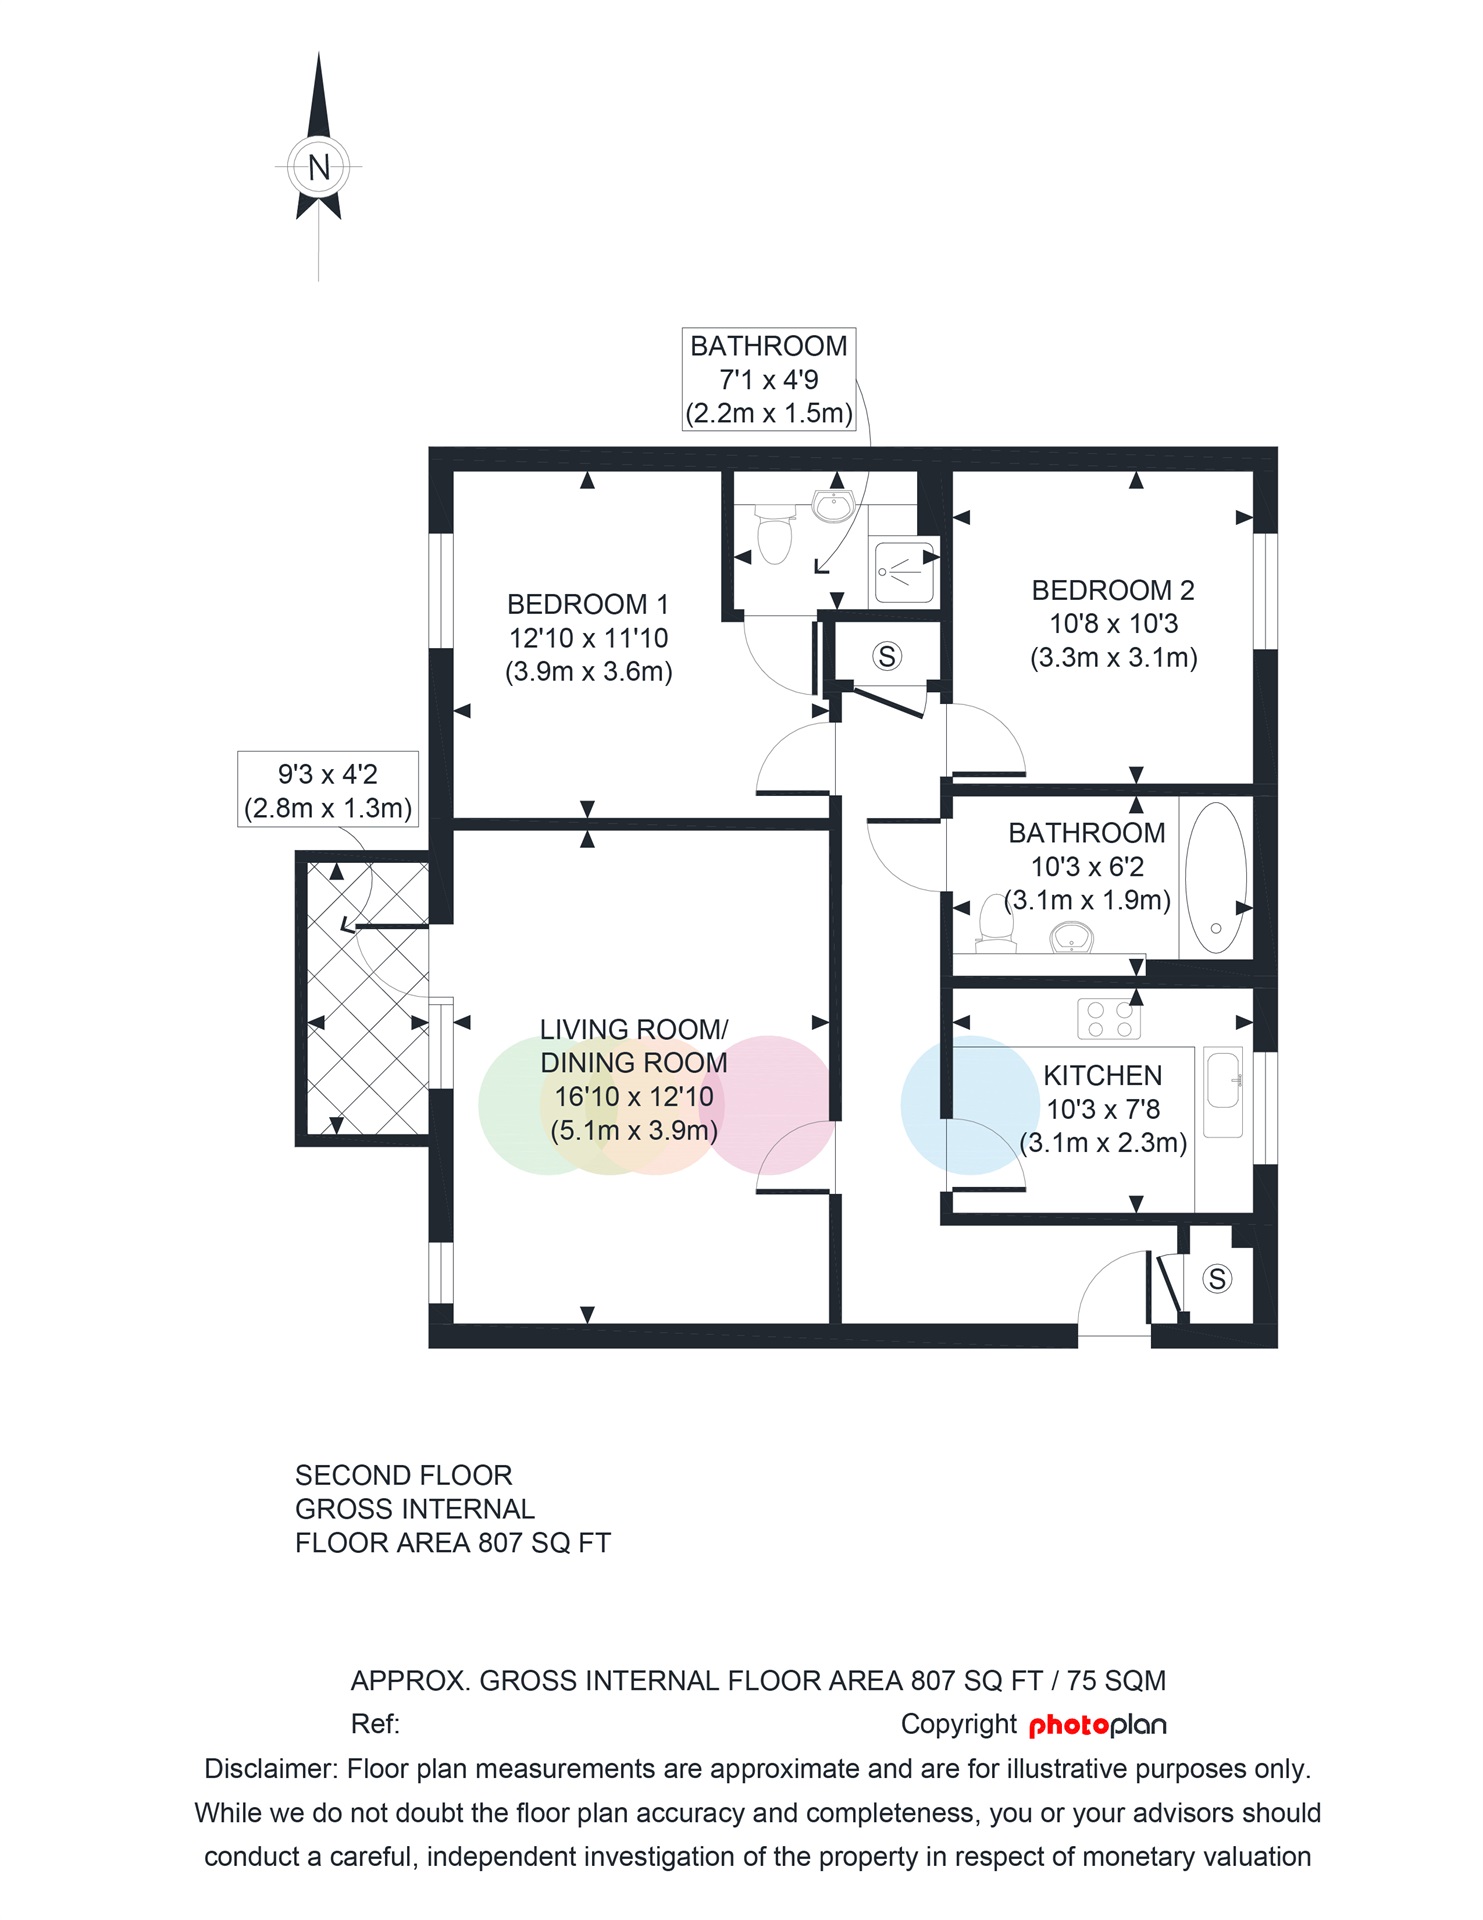 N
BATHROOM
7'1 x 4'9
(2.2m x 1.5m)
BEDROOM 1
12'10 x 11'10
(3.9m x 3.6m)
S
BEDROOM 2
10'8 x 10'3
(3.3m x 3.1m)
9'3 x 4'2
(2.8m x 1.3m)
BATHROOM
10'3 x 6'2
(3.1m x 1.9m)
LIVING ROOM/
DINING ROOM
16'10 x 12'10
(5.1m x 3.9m)
KITCHEN
10'3 x 7'8
(3.1m x 2.3m)
S
SECOND FLOOR
GROSS INTERNAL
FLOOR AREA 807 SQ FT
APPROX. GROSS INTERNAL FLOOR AREA 807 SQ FT / 75 SQM
Ref:
Copyright photoplan
Disclaimer: Floor plan measurements are approximate and are for illustrative purposes only.
While we do not doubt the floor plan accuracy and completeness, you or your advisors should
conduct a careful, independent investigation of the property in respect of monetary valuation